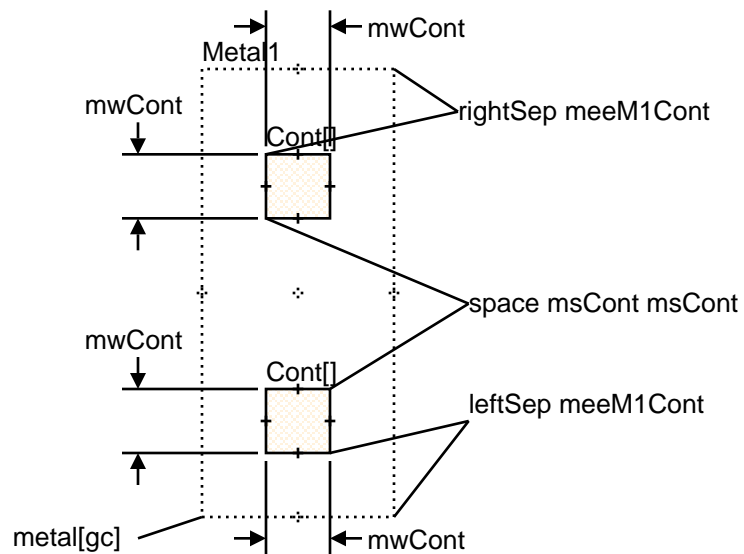 mwCont
Metal1
mwCont
rightSep meeM1Cont
Cont[]
space msCont msCont
mwCont
Cont[]
leftSep meeM1Cont
metal[gc]
mwCont